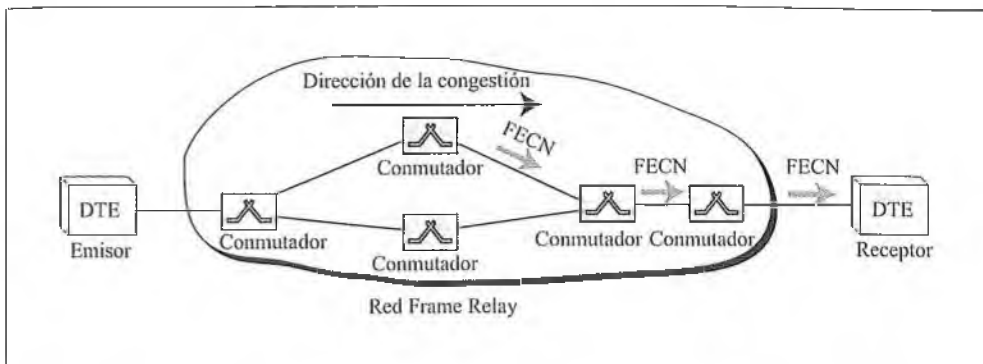 Dirección de la congestión
FECN
Conmutador
FECN
FECN
DTE
DTE
Emisor
Conmutador
Conmutador
Conmutador
Conmutador
Receptor
Red Frame Relay